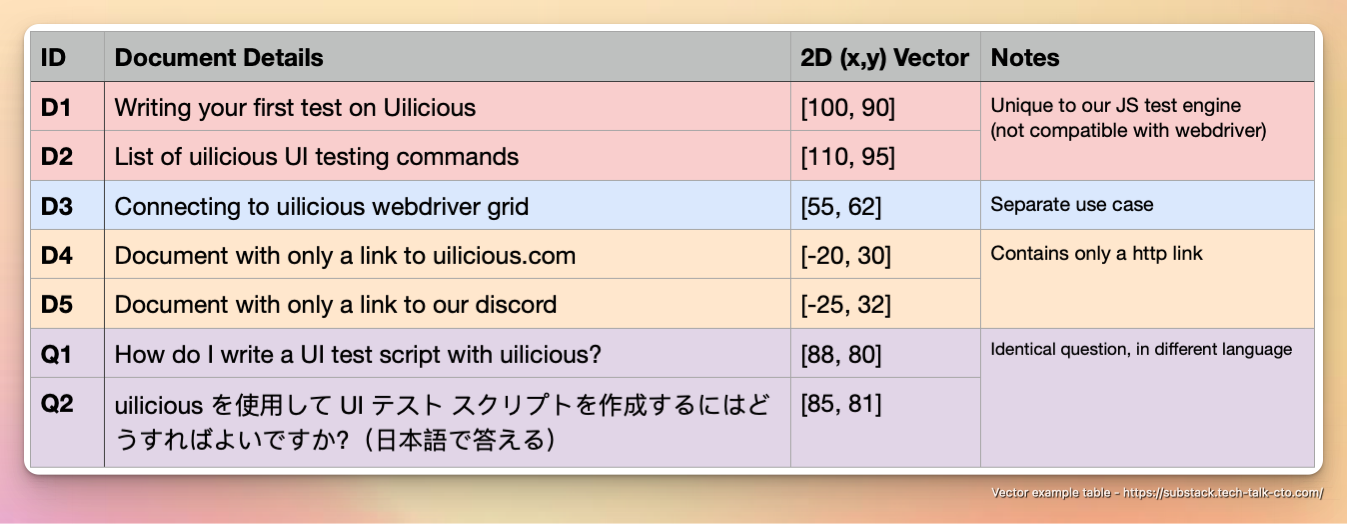 ID Document Details 2D (x,y) Vector Notes
D1 Writing your first test on Uilicious [100, 90] Unique to our JS test engine
(not compatible with webdriver)
D2 List of uilicious UI testing commands [110, 95]
D3 Connecting to uilicious webdriver grid [55, 62] Separate use case
D4 Document with only a link to uilicious.com [-20, 30] Contains only a http link
D5 Document with only a link to our discord [-25, 32]
Q1 How do I write a UI test script with uilicious? [88, 80] Identical question, in different language
Q2 uilicious を使用して UI テスト スクリプトを作成するにはど [85, 81]
うすればよいですか?（日本語で答える）
Vector example table - https://substack.tech-talk-cto.com/